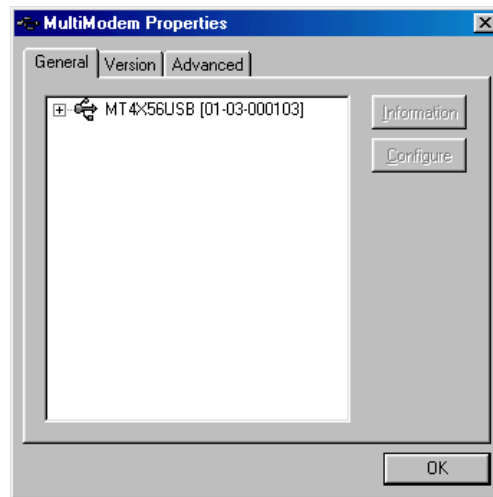 MultiModem Properties
General Version Advanced
MT4X56USB [01-03-000103]
Information
Configure
OK